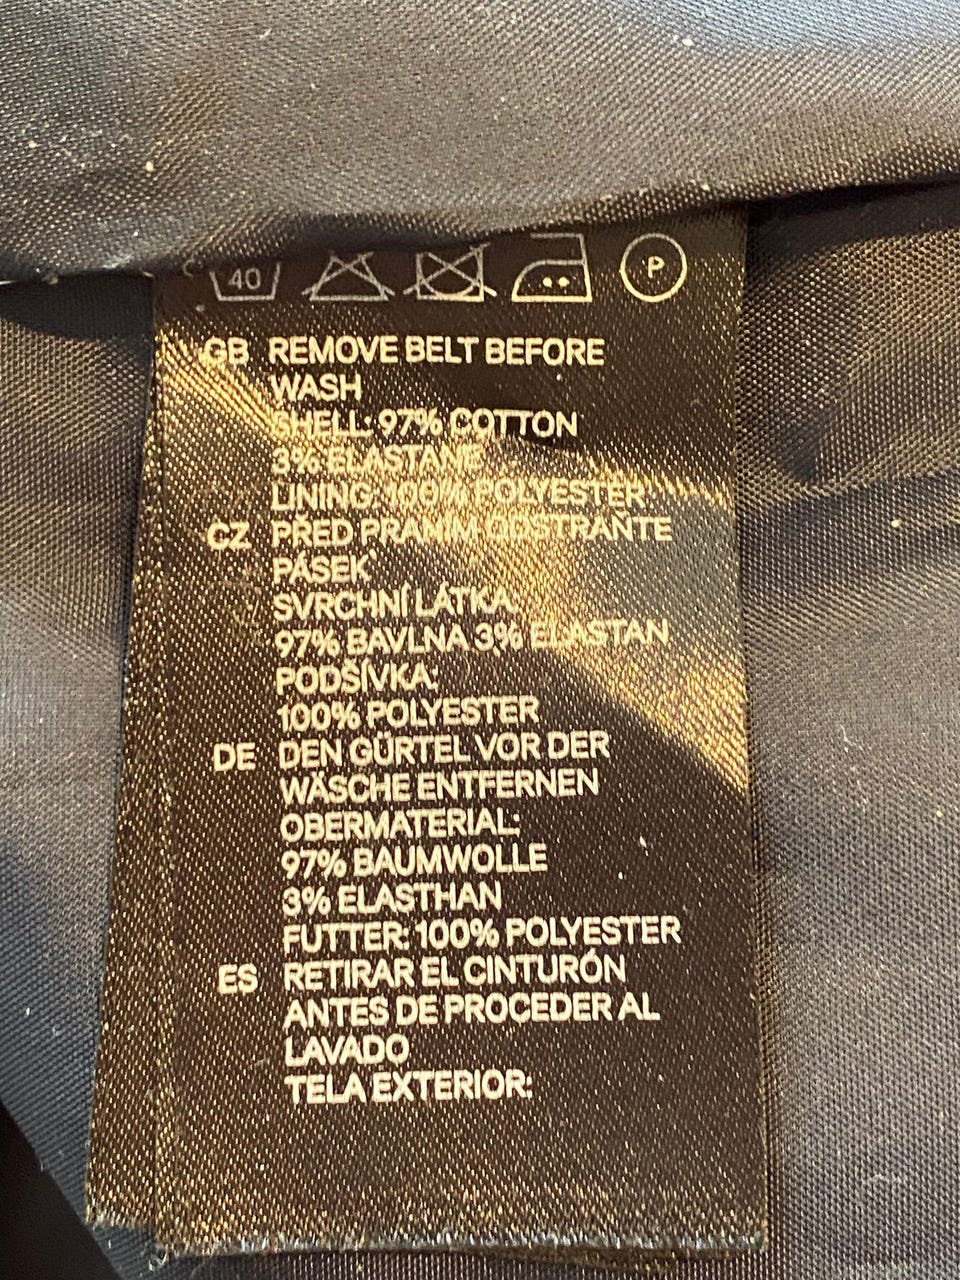 40
P
GB REMOVE BELT BEFORE
WASH
SHELL: 97% COTTON
3% ELASTANE
LINING: 100% POLYESTER
CZ PŘED PRANÍM ODSTRAŇTE
PÁSEK
SVRCHNÍ LÁTKA:
97% BAVLNA 3% ELASTAN
PODŠÍVKA:
100% POLYESTER
DE DEN GÜRTEL VOR DER
WÄSCHE ENTFERNEN
OBERMATERIAL:
97% BAUMWOLLE
3% ELASTHAN
FUTTER: 100% POLYESTER
ES RETIRAR EL CINTURÓN
ANTES DE PROCEDER AL
LAVADO
TELA EXTERIOR: